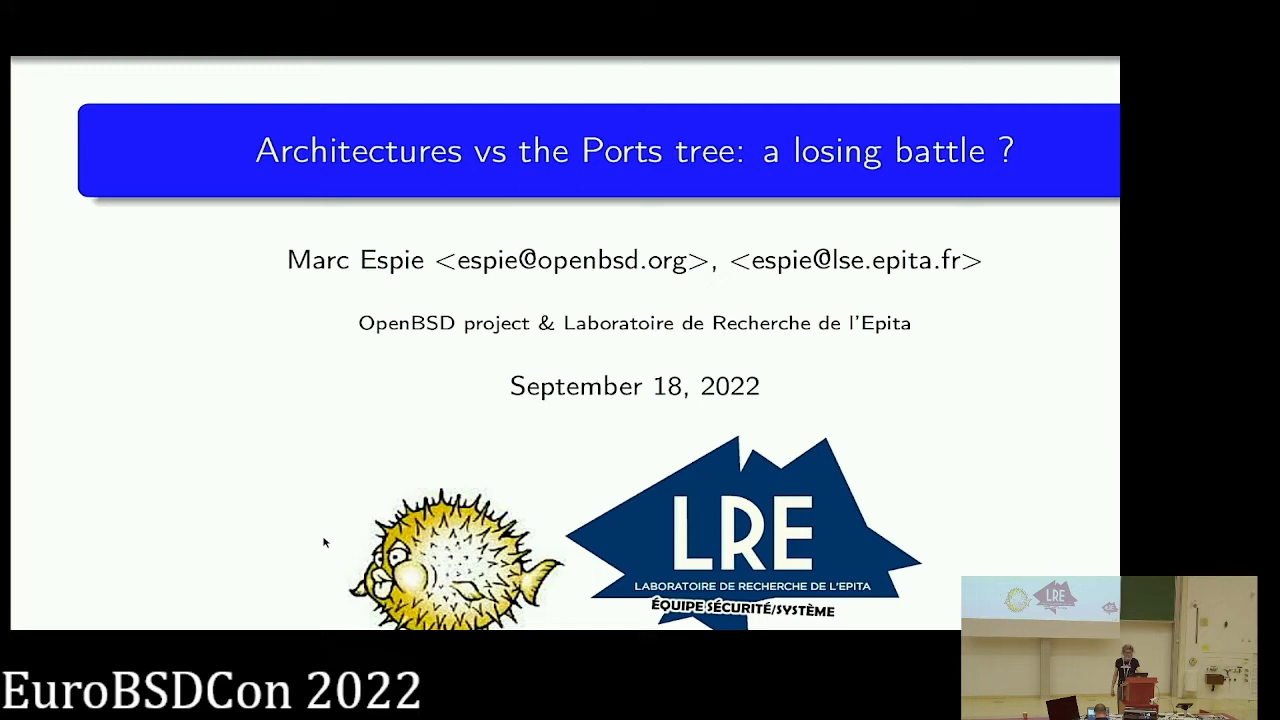 Architectures vs the Ports tree: a losing battle ?
Marc Espie <espie@openbsd.org>, <espie@lse.epita.fr>
OpenBSD project & Laboratoire de Recherche de l'Epita
September 18, 2022
LRE
LABORATOIRE DE RECHERCHE DE L'EPITA
ÉQUIPE SÉCURITÉ/SYSTÈME
LRE
EuroBSDCon 2022